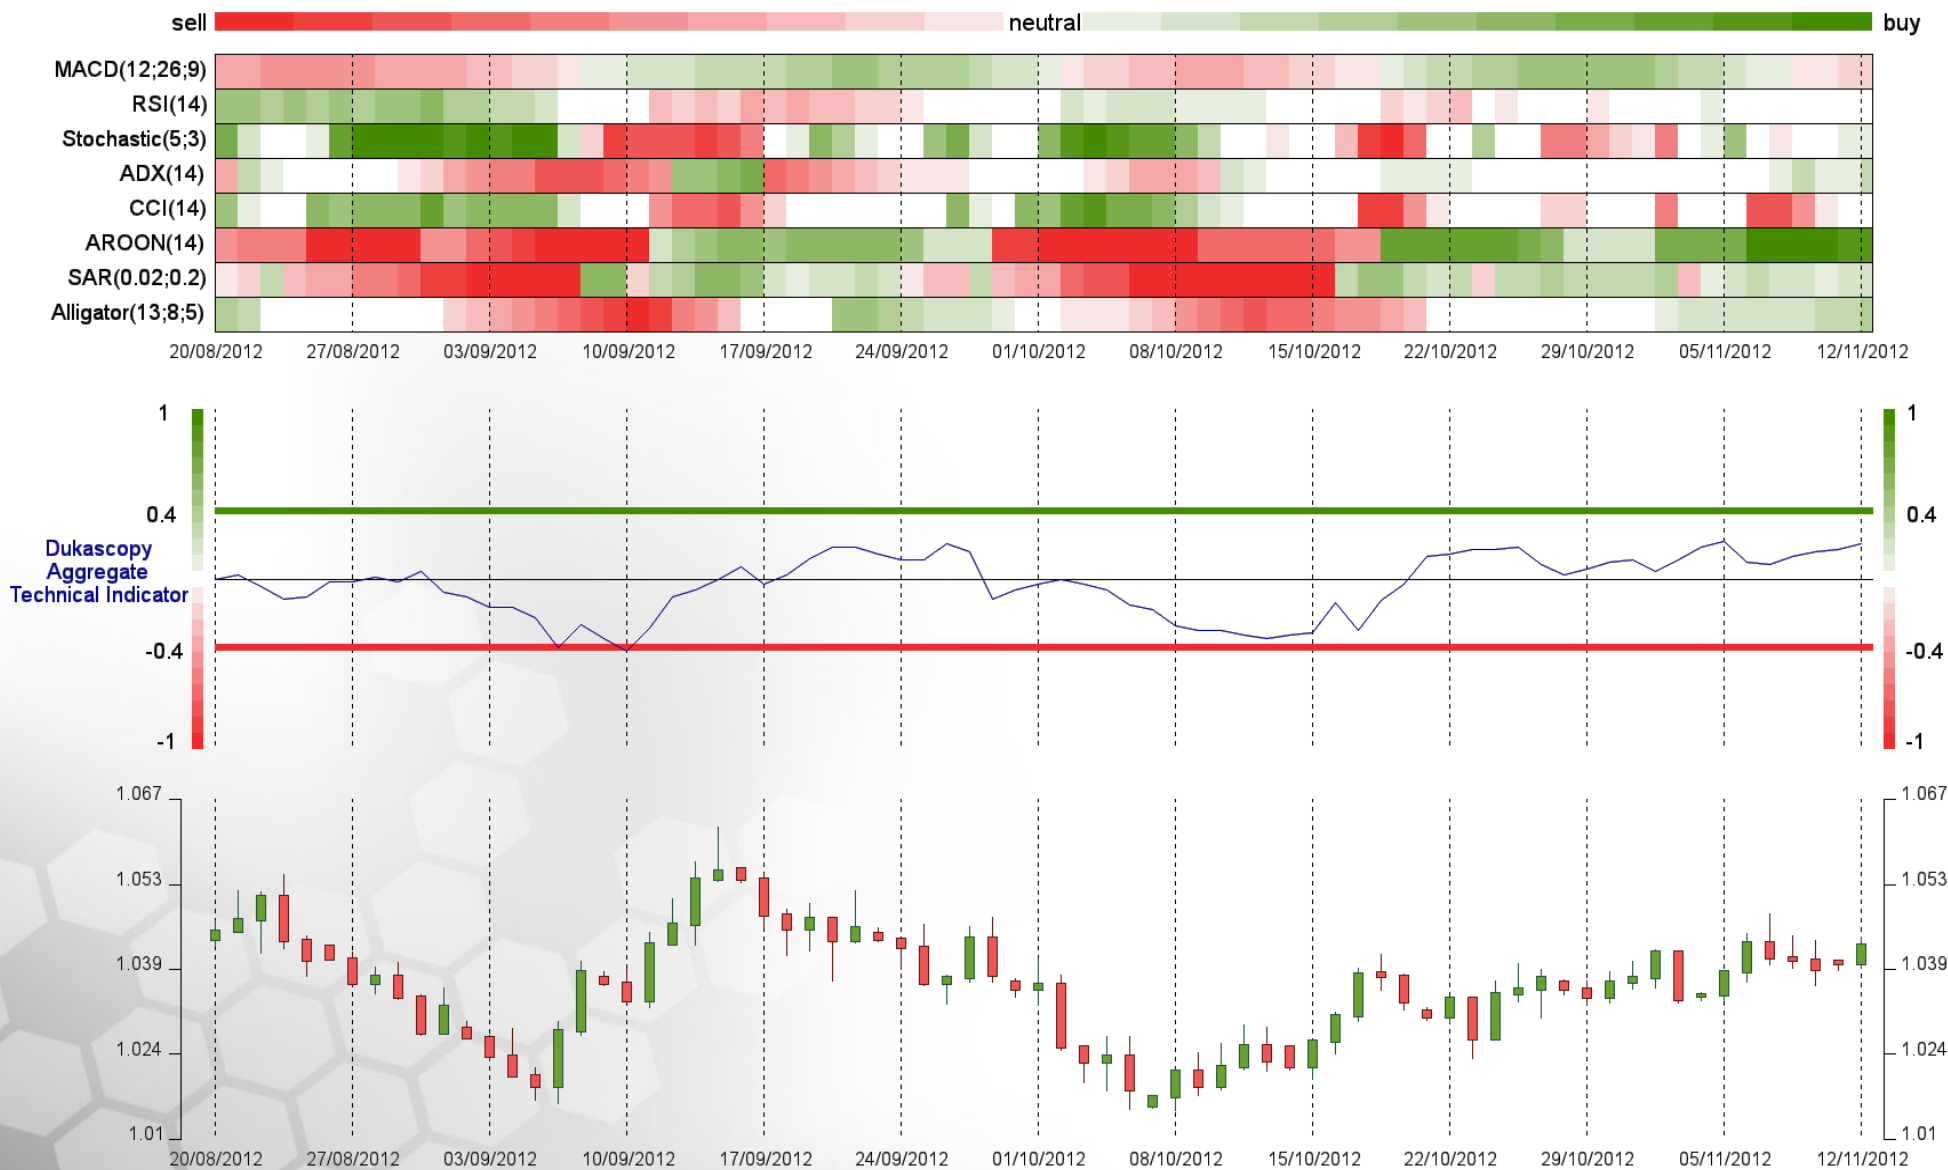 sell neutral buy
MACD(12;26;9)
RSI(14)
Stochastic(5;3)
ADX(14)
CCI(14)
AROON(14)
SAR(0.02;0.2)
Alligator(13;8;5)
20/08/2012 27/08/2012 03/09/2012 10/09/2012 17/09/2012 24/09/2012 01/10/2012 08/10/2012 15/10/2012 22/10/2012 29/10/2012 05/11/2012 12/11/2012
1 1
0.4 0.4
Dukascopy
Aggregate
Technical Indicator
-0.4 -0.4
-1 -1
1.067 1.067
1.053 1.053
1.039 1.039
1.024 1.024
1.01 1.01
20/08/2012 27/08/2012 03/09/2012 10/09/2012 17/09/2012 24/09/2012 01/10/2012 08/10/2012 15/10/2012 22/10/2012 29/10/2012 05/11/2012 12/11/2012